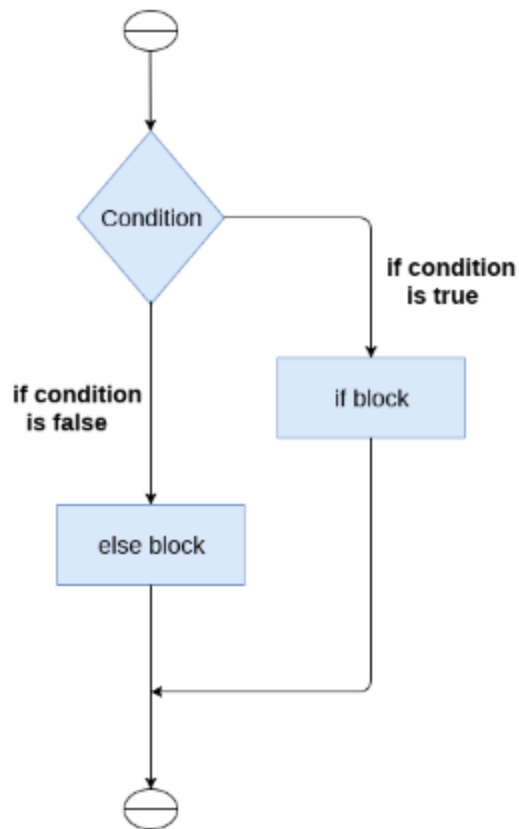 Condition
if condition
is true
if block
if condition
is false
else block